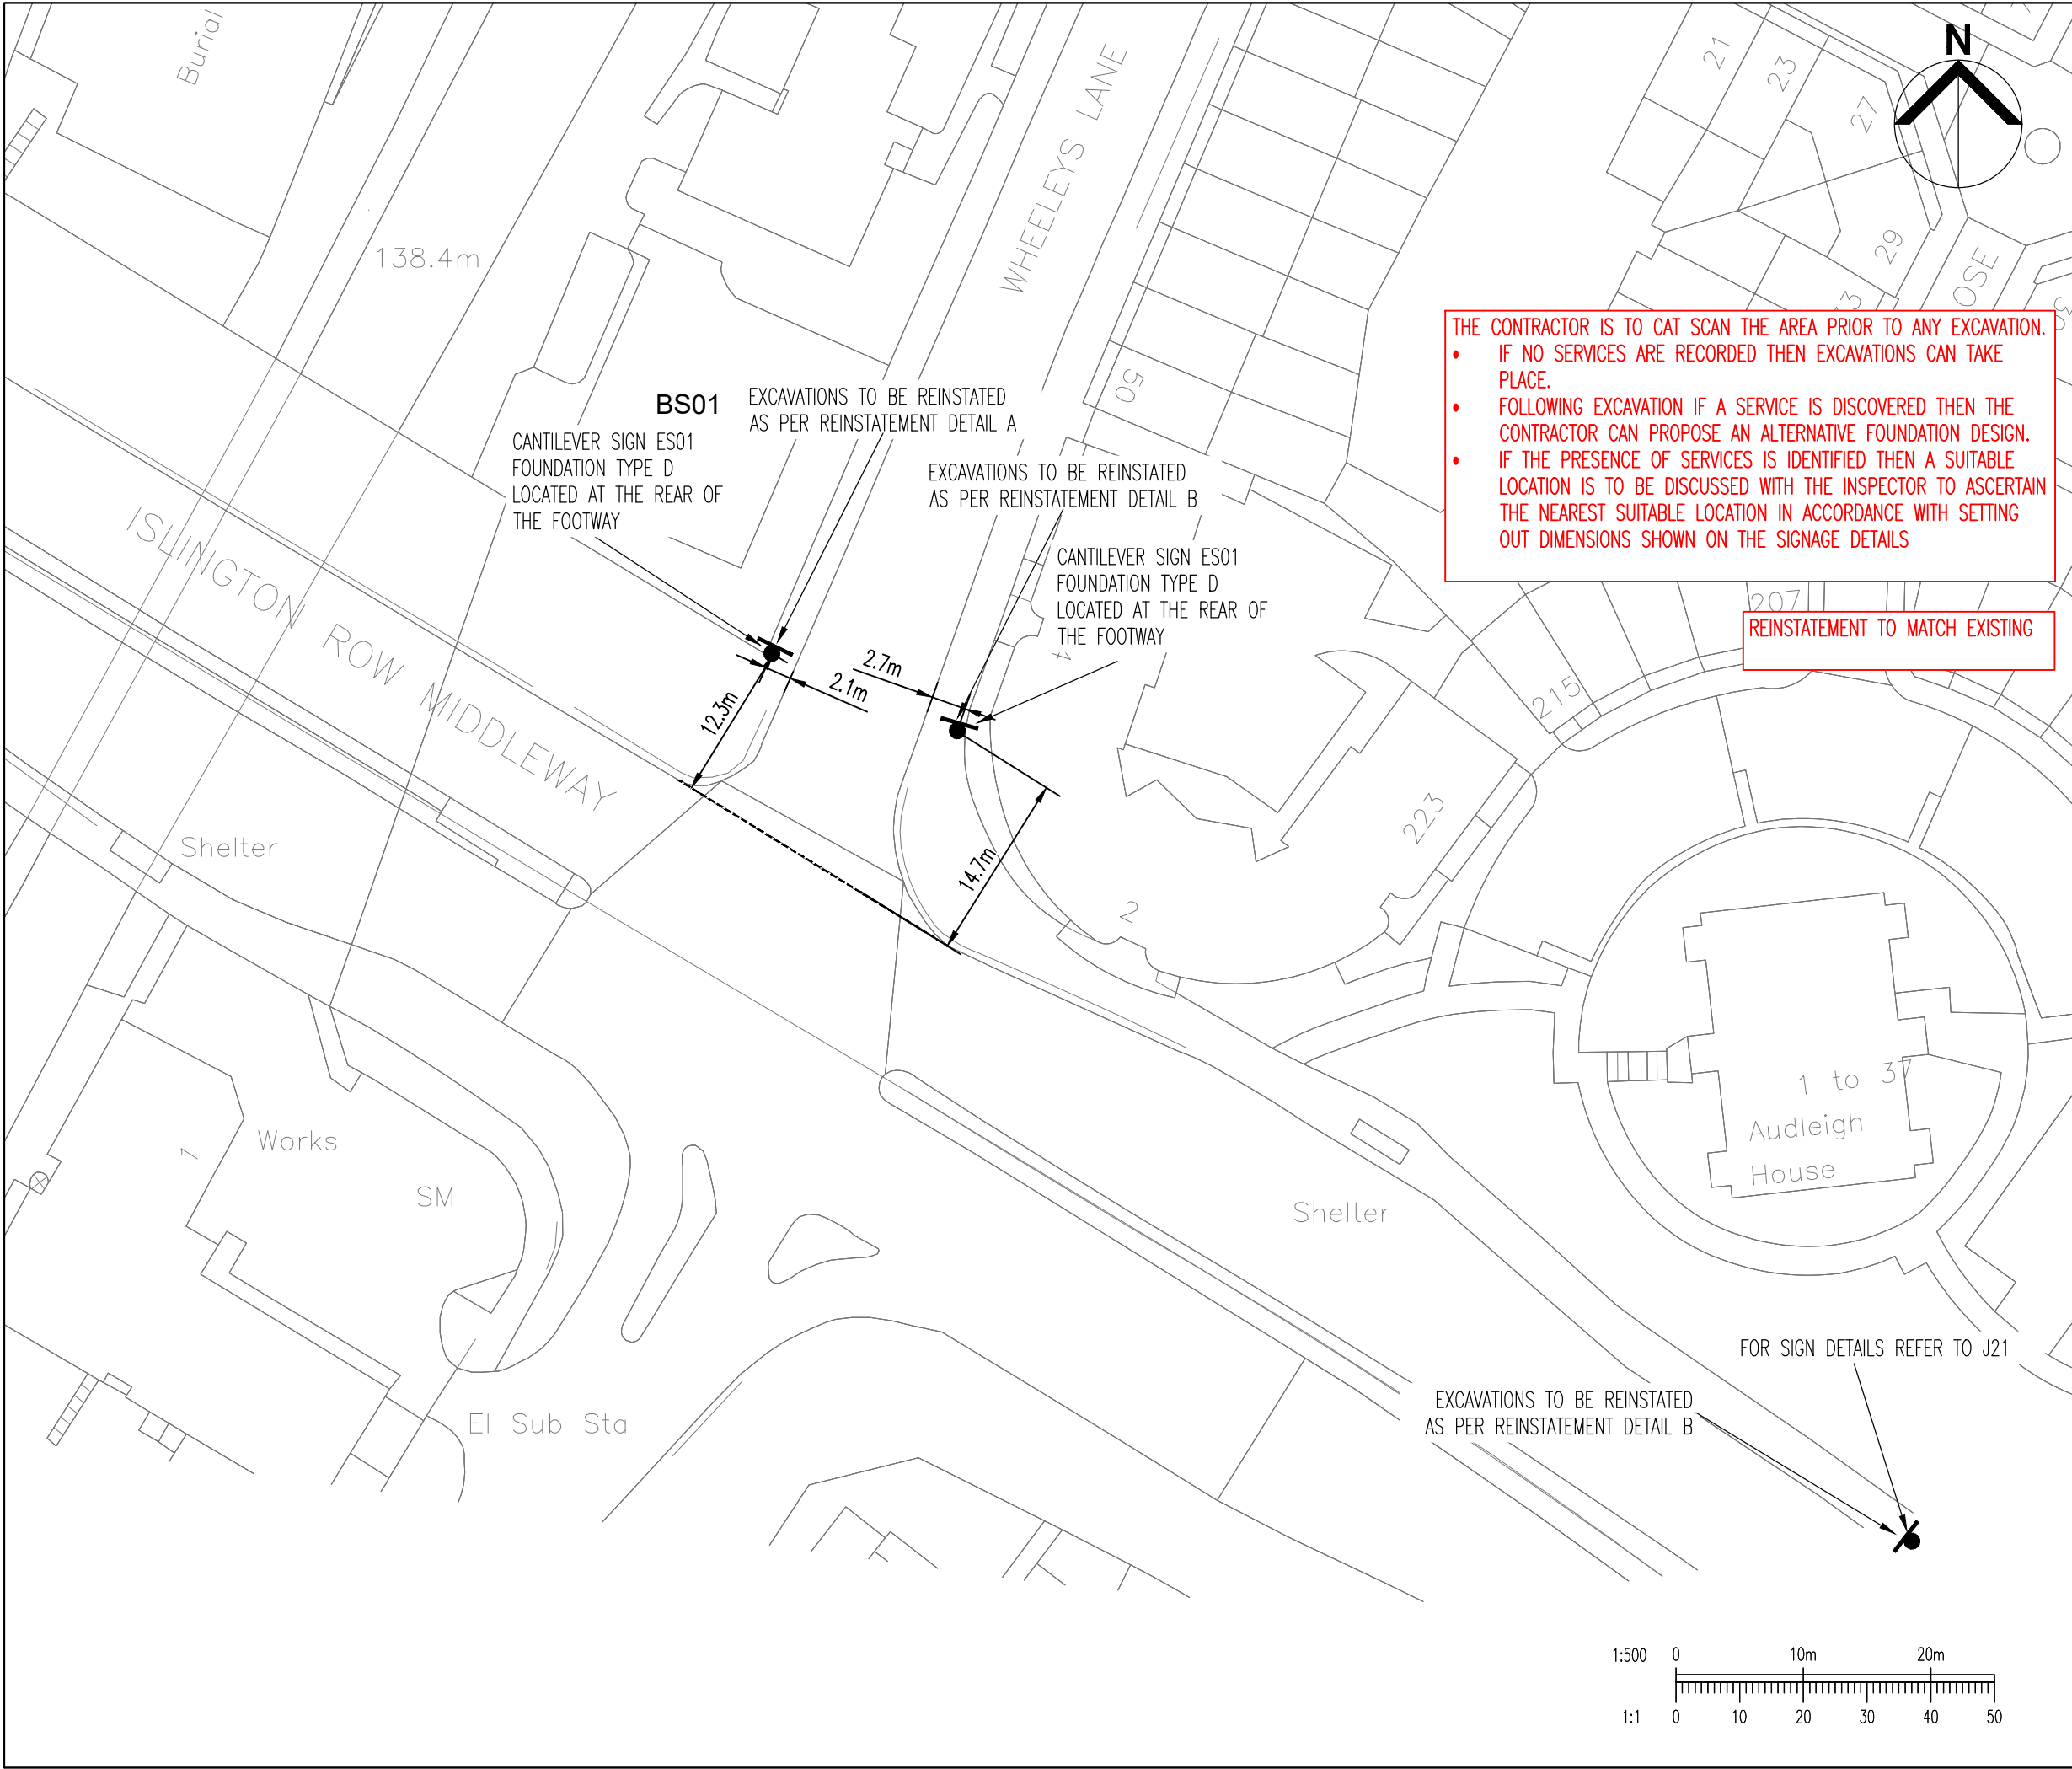 Burial
N
21
23
27
29
WHEELEYS LANE
138.4m
OSE
50
THE CONTRACTOR IS TO CAT SCAN THE AREA PRIOR TO ANY EXCAVATION.
• IF NO SERVICES ARE RECORDED THEN EXCAVATIONS CAN TAKE
PLACE.
• FOLLOWING EXCAVATION IF A SERVICE IS DISCOVERED THEN THE
CONTRACTOR CAN PROPOSE AN ALTERNATIVE FOUNDATION DESIGN.
• IF THE PRESENCE OF SERVICES IS IDENTIFIED THEN A SUITABLE
LOCATION IS TO BE DISCUSSED WITH THE INSPECTOR TO ASCERTAIN
THE NEAREST SUITABLE LOCATION IN ACCORDANCE WITH SETTING
OUT DIMENSIONS SHOWN ON THE SIGNAGE DETAILS
BS01
EXCAVATIONS TO BE REINSTATED
AS PER REINSTATEMENT DETAIL A
CANTILEVER SIGN ES01
FOUNDATION TYPE D
LOCATED AT THE REAR OF
THE FOOTWAY
EXCAVATIONS TO BE REINSTATED
AS PER REINSTATEMENT DETAIL B
CANTILEVER SIGN ES01
FOUNDATION TYPE D
LOCATED AT THE REAR OF
THE FOOTWAY
ISLINGTON ROW MIDDLEWAY
207
REINSTATEMENT TO MATCH EXISTING
4
2.7m
2.1m
12.3m
215
14.7m
223
2
Shelter
1 to 37
Audleigh
House
Works
1
SM
Shelter
FOR SIGN DETAILS REFER TO J21
EXCAVATIONS TO BE REINSTATED
AS PER REINSTATEMENT DETAIL B
El Sub Sta
1:500 0 10m 20m
1:1 0 10 20 30 40 50